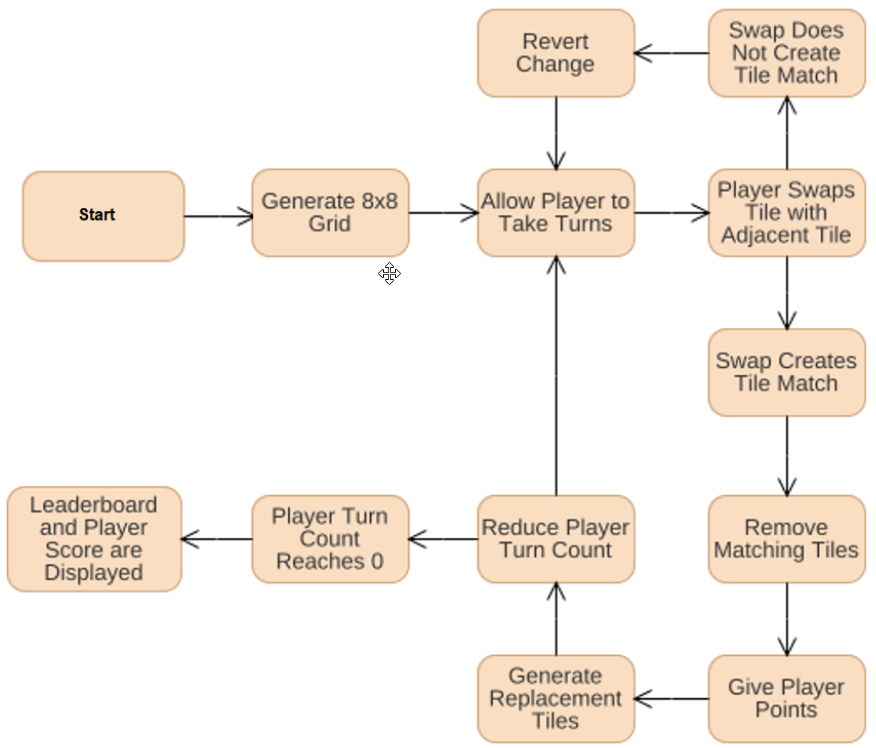 Revert
Change
Swap Does
Not Create
Tile Match
Start
Generate 8x8
Grid
Allow Player to
Take Turns
Player Swaps
Tile with
Adjacent Tile
Swap Creates
Tile Match
Leaderboard
and Player
Score are
Displayed
Player Turn
Count
Reaches 0
Reduce Player
Turn Count
Remove
Matching Tiles
Generate
Replacement
Tiles
Give Player
Points